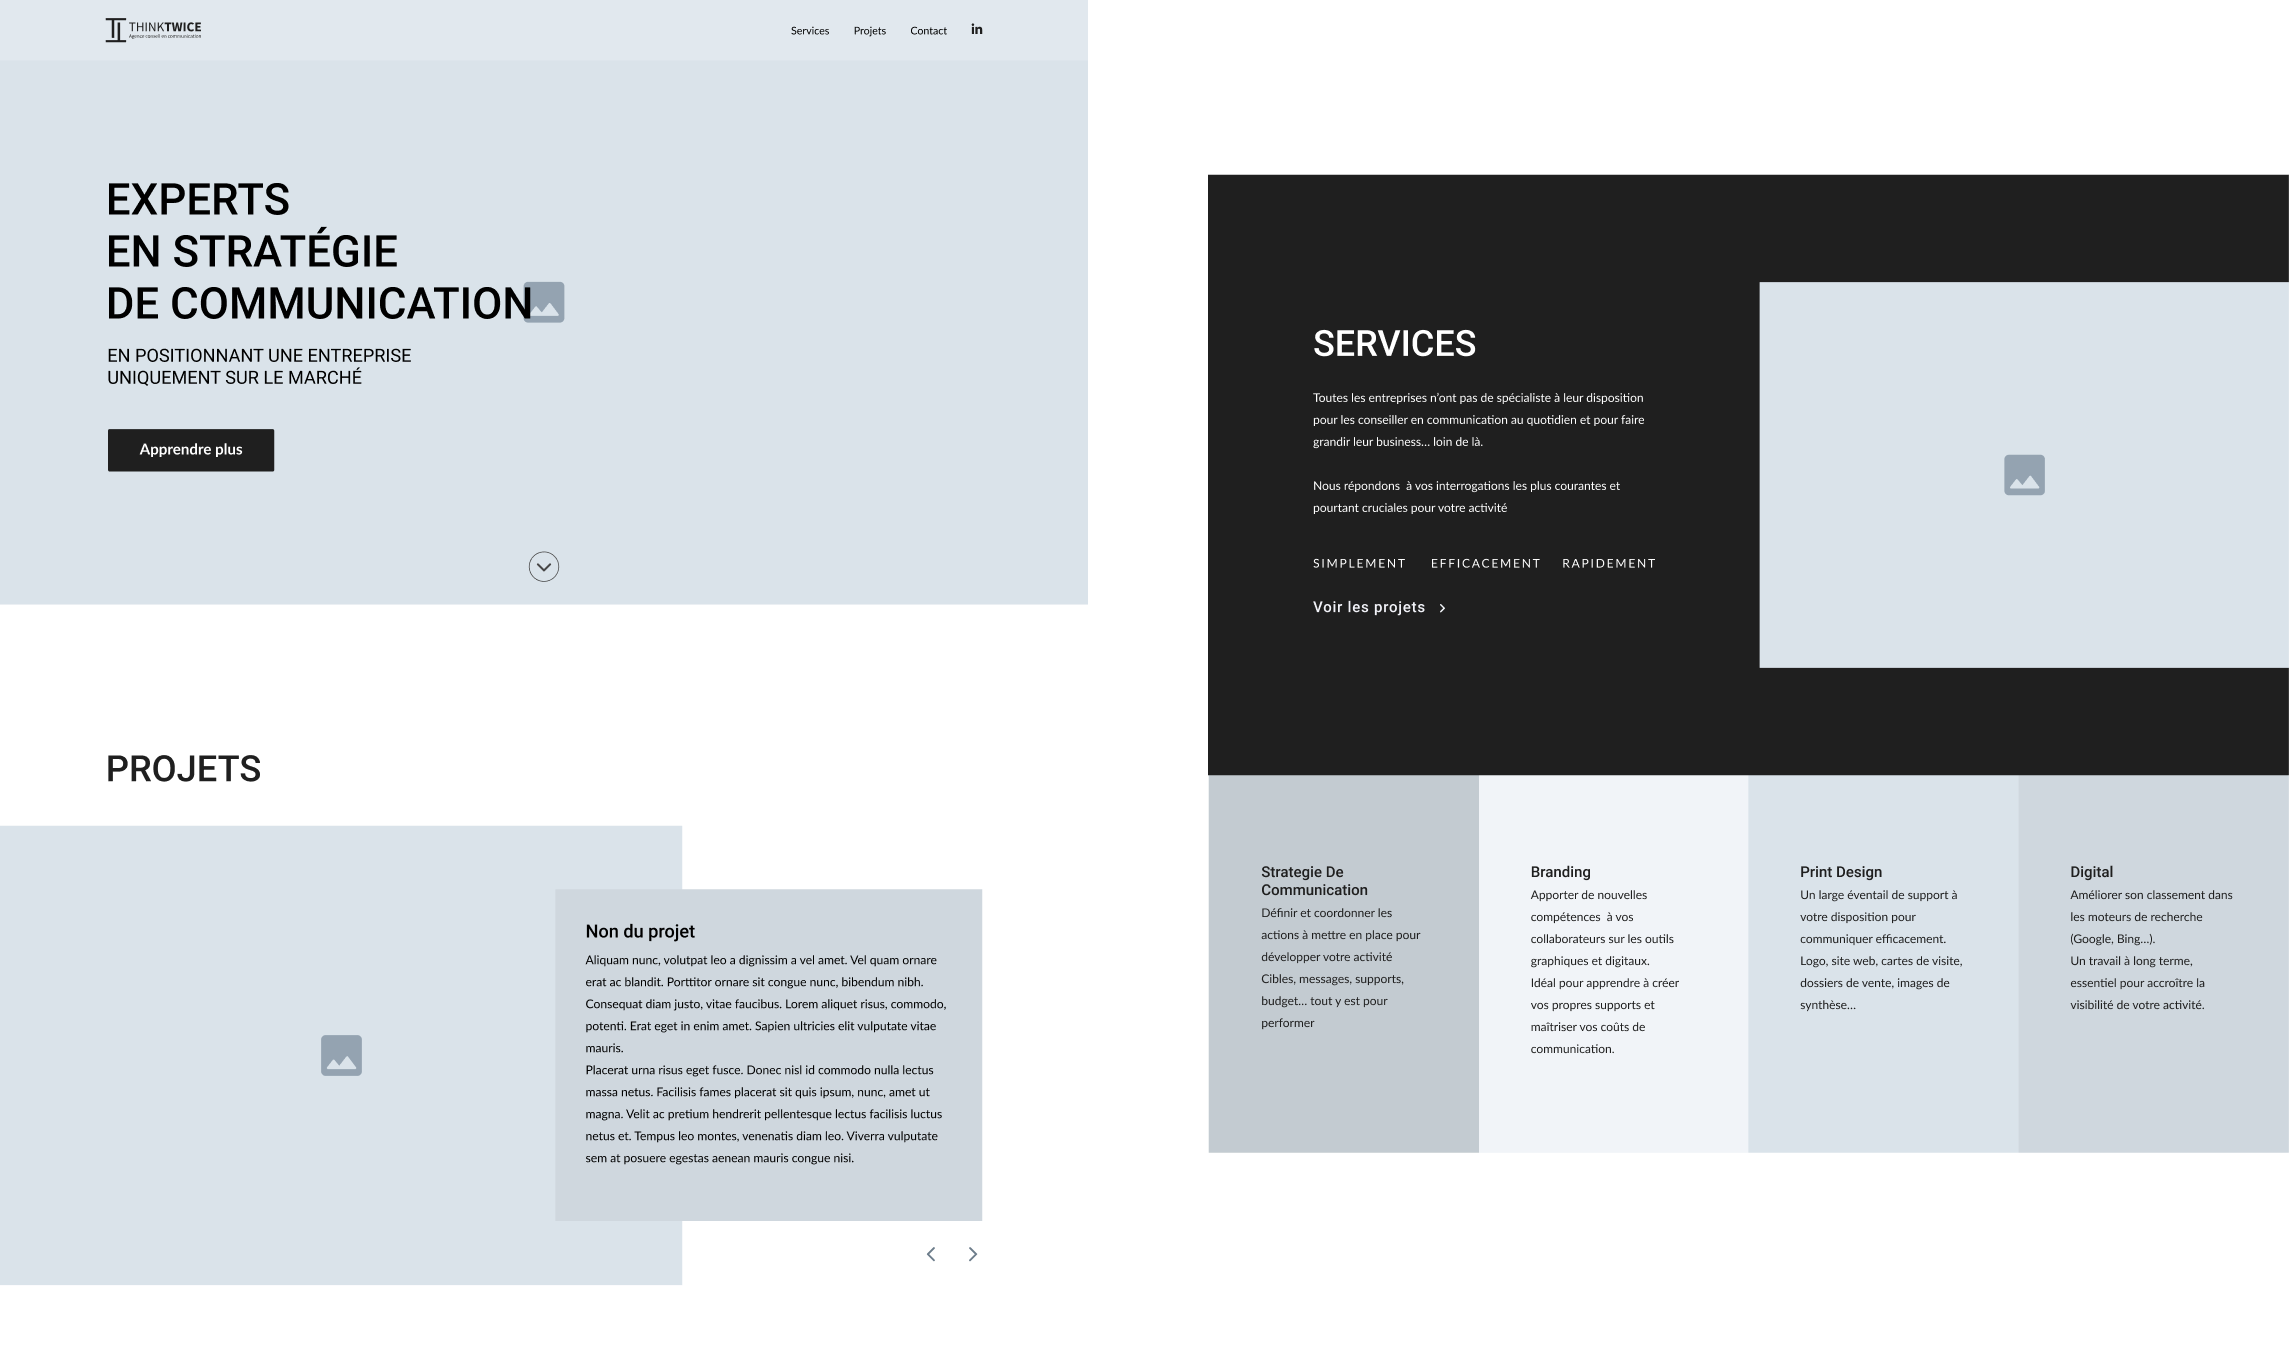 THINKTWICE
Agence conseil en communication
Services Projets Contact in
EXPERTS
EN STRATÉGIE
DE COMMUNICATION
EN POSITIONNANT UNE ENTREPRISE
UNIQUEMENT SUR LE MARCHÉ
Apprendre plus
PROJETS
Non du projet
Aliquam nunc, volutpat leo a dignissim a vel amet. Vel quam ornare
erat ac blandit. Porttitor ornare sit congue nunc, bibendum nibh.
Consequat diam justo, vitae faucibus. Lorem aliquet risus, commodo,
potenti. Erat eget in enim amet. Sapien ultricies elit vulputate vitae
mauris.
Placerat urna risus eget fusce. Donec nisl id commodo nulla lectus
massa netus. Facilisis fames placerat sit quis ipsum, nunc, amet ut
magna. Velit ac pretium hendrerit pellentesque lectus facilisis luctus
netus et. Tempus leo montes, venenatis diam leo. Viverra vulputate
sem at posuere egestas aenean mauris congue nisi.
SERVICES
Toutes les entreprises n'ont pas de spécialiste à leur disposition
pour les conseiller en communication au quotidien et pour faire
grandir leur business... loin de là.
Nous répondons  à vos interrogations les plus courantes et
pourtant cruciales pour votre activité
SIMPLEMENT EFFICACEMENT RAPIDEMENT
Voir les projets
Strategie De
Communication
Définir et coordonner les
actions à mettre en place pour
développer votre activité
Cibles, messages, supports,
budget... tout y est pour
performer
Branding
Apporter de nouvelles
compétences  à vos
collaborateurs sur les outils
graphiques et digitaux.
Idéal pour apprendre à créer
vos propres supports et
maîtriser vos coûts de
communication.
Print Design
Un large éventail de support à
votre disposition pour
communiquer efficacement.
Logo, site web, cartes de visite,
dossiers de vente, images de
synthèse...
Digital
Améliorer son classement dans
les moteurs de recherche
(Google, Bing...).
Un travail à long terme,
essentiel pour accroître la
visibilité de votre activité.